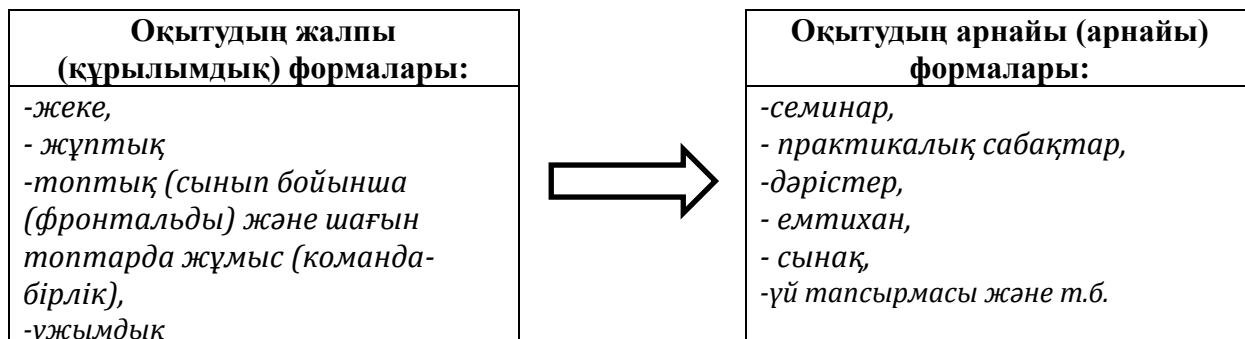 Оқытудың жалпы
(құрылымдық) формалары:
-жеке,
- жұптық
-топтық (сынып бойынша
(фронтальды) және шағын
топтарда жұмыс (команда-
бірлік),
-ұжымдық
Оқытудың арнайы (арнайы)
формалары:
-семинар,
- практикалық сабақтар,
-дәрістер,
- емтихан,
- сынақ,
-үй тапсырмасы және т.б.